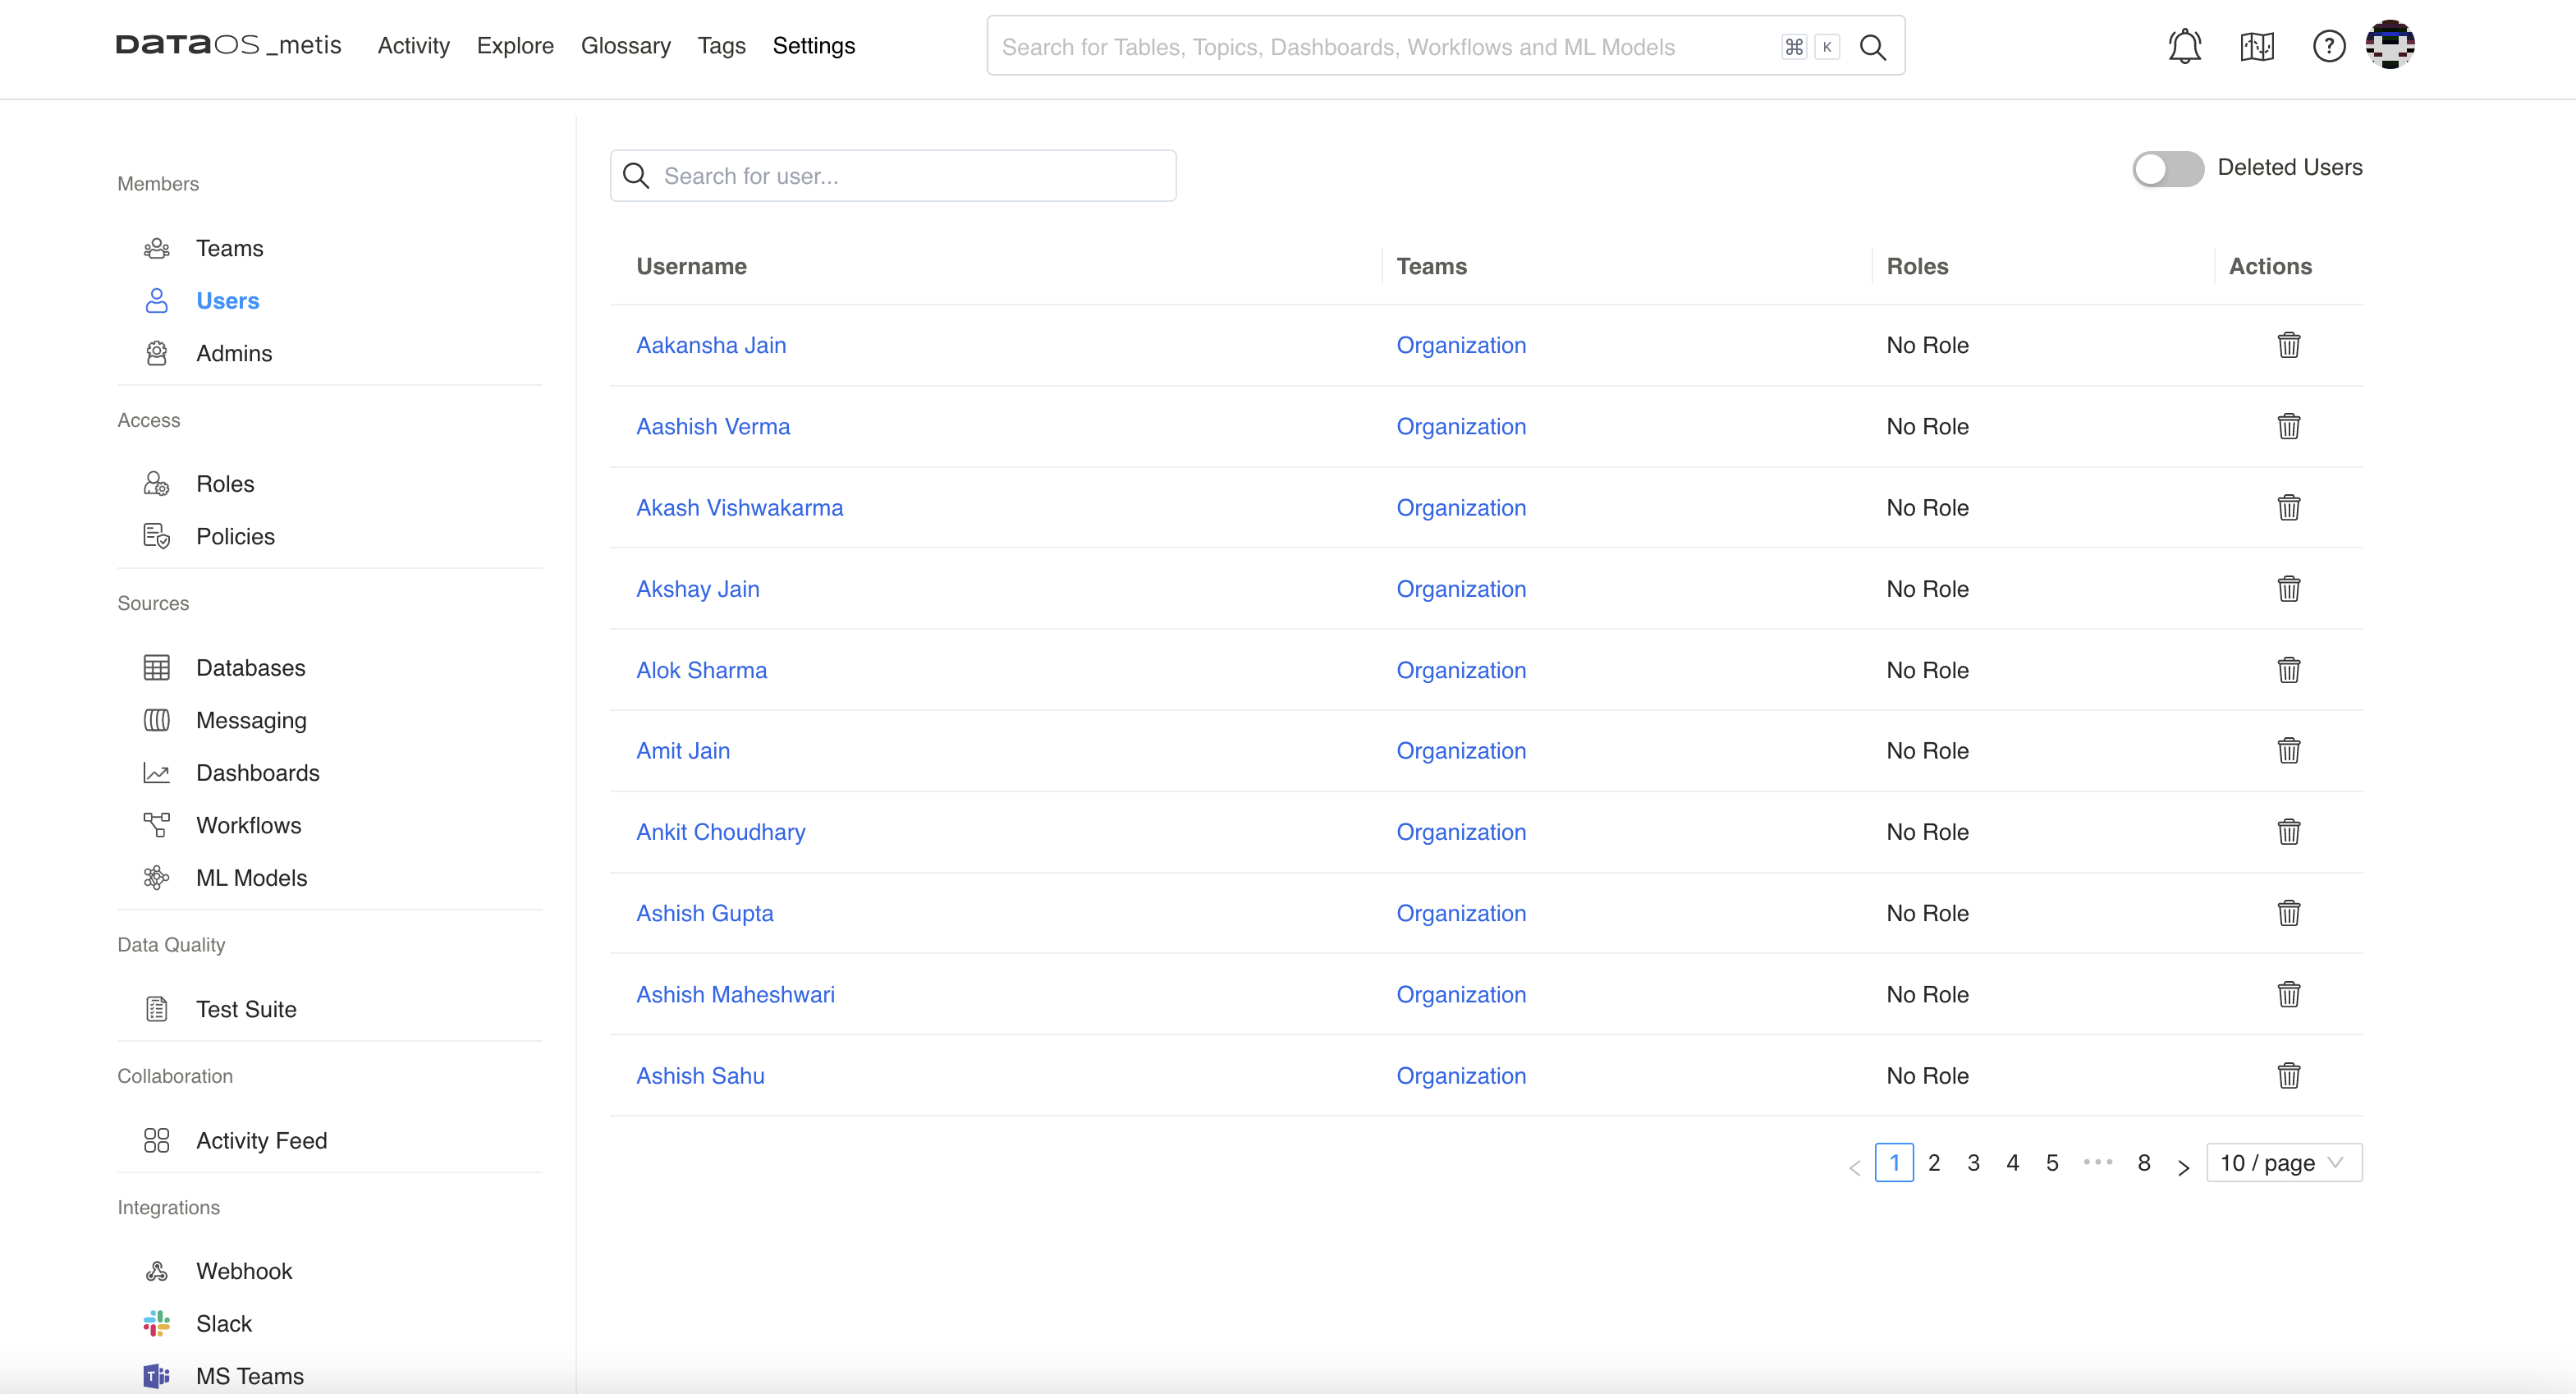 DATAOS _metis Activity Explore Glossary Tags Settings
Search for Tables, Topics, Dashboards, Workflows and ML Models ⌘ K
Members
Teams
Users
Admins
Access
Roles
Policies
Sources
Databases
Messaging
Dashboards
Workflows
ML Models
Data Quality
Test Suite
Collaboration
Activity Feed
Integrations
Webhook
Slack
MS Teams
Search for user...
Deleted Users
Username Teams Roles Actions
Aakansha Jain Organization No Role
Aashish Verma Organization No Role
Akash Vishwakarma Organization No Role
Akshay Jain Organization No Role
Alok Sharma Organization No Role
Amit Jain Organization No Role
Ankit Choudhary Organization No Role
Ashish Gupta Organization No Role
Ashish Maheshwari Organization No Role
Ashish Sahu Organization No Role
< 1 2 3 4 5 ••• 8 > 10 / page